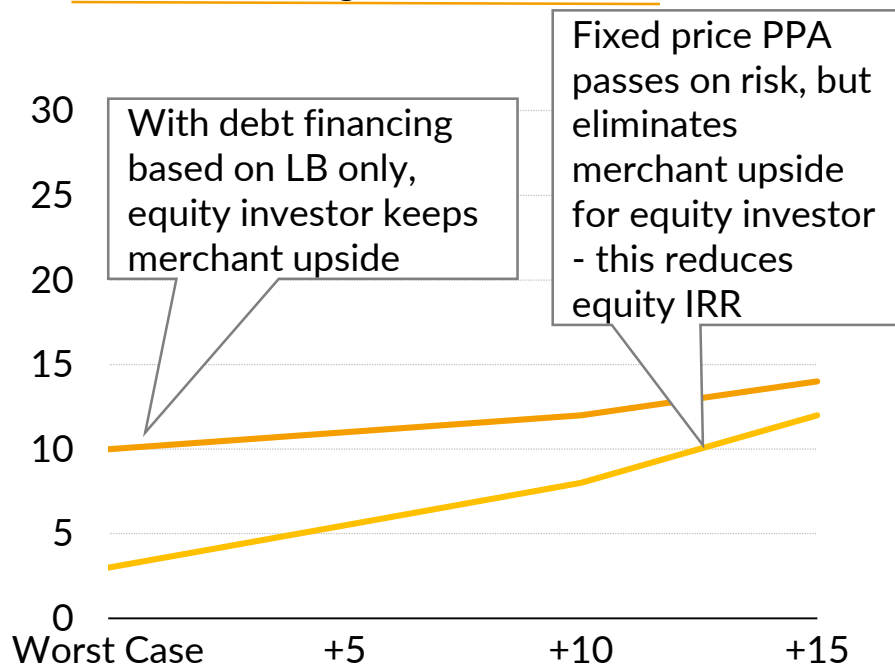 Fixed price PPA
passes on risk, but
eliminates
merchant upside
for equity investor
- this reduces
equity IRR
With debt financing
based on LB only,
equity investor keeps
merchant upside
30
25
20
15
10
5
0
Worst Case +5 +10 +15